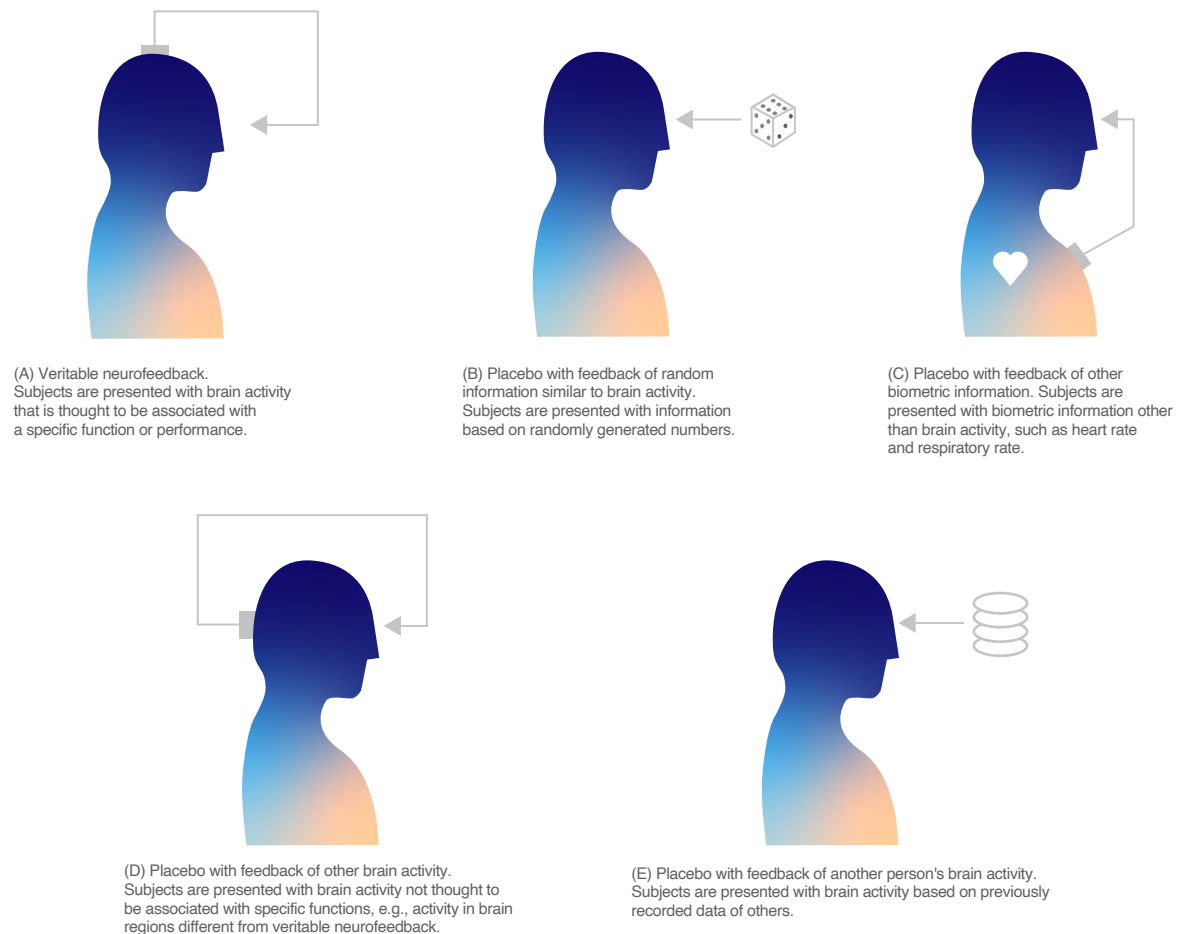 (A) Veritable neurofeedback.
Subjects are presented with brain activity
that is thought to be associated with
a specific function or performance.
(B) Placebo with feedback of random
information similar to brain activity.
Subjects are presented with information
based on randomly generated numbers.
(C) Placebo with feedback of other
biometric information. Subjects are
presented with biometric information other
than brain activity, such as heart rate
and respiratory rate.
(D) Placebo with feedback of other brain activity.
Subjects are presented with brain activity not thought to
be associated with specific functions, e.g., activity in brain
regions different from veritable neurofeedback.
(E) Placebo with feedback of another person's brain activity.
Subjects are presented with brain activity based on previously
recorded data of others.